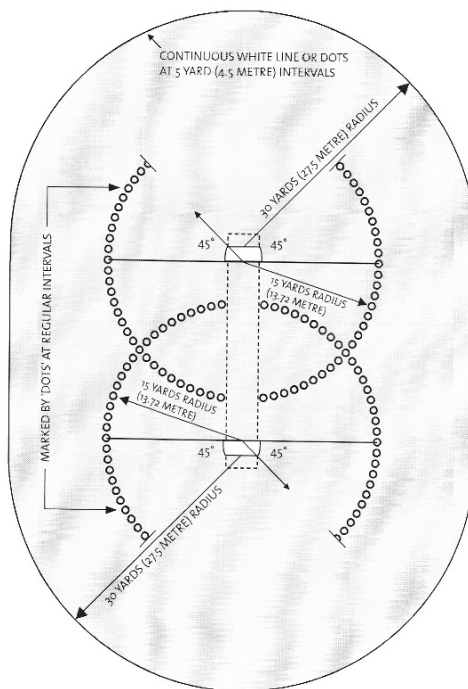 CONTINUOUS WHITE LINE OR DOTS
AT 5 YARD (4.5 METRE) INTERVALS
30 YARDS (27.5 METRE) RADIUS
MARKED BY 'DOTS' AT REGULAR INTERVALS
45°
45°
15 YARDS RADIUS
(13.72 METRE)
15 YARDS RADIUS
(13.72 METRE)
45°
45°
30 YARDS (27.5 METRE) RADIUS